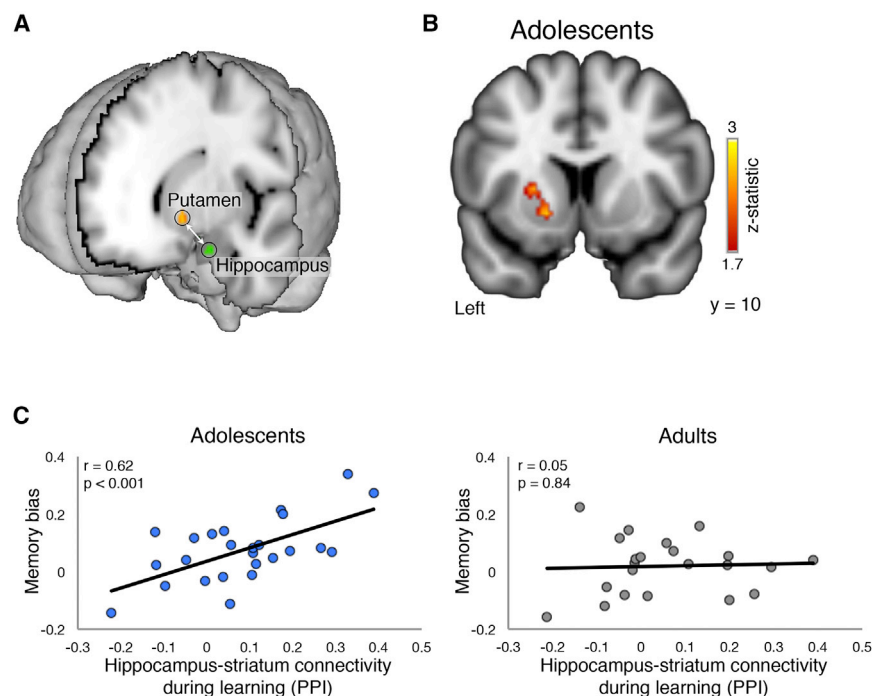 A
Putamen
Hippocampus
B
Adolescents
3
z-statistic
1.7
Left
y = 10
C
Adolescents
r = 0.62
p < 0.001
Memory bias
0.4
0.2
0
-0.2
-0.3
-0.2
-0.1
0
0.1
0.2
0.3
0.4
0.5
Hippocampus-striatum connectivity
during learning (PPI)
Adults
r = 0.05
p = 0.84
Memory bias
0.4
0.2
0
-0.2
-0.3
-0.2
-0.1
0
0.1
0.2
0.3
0.4
0.5
Hippocampus-striatum connectivity
during learning (PPI)